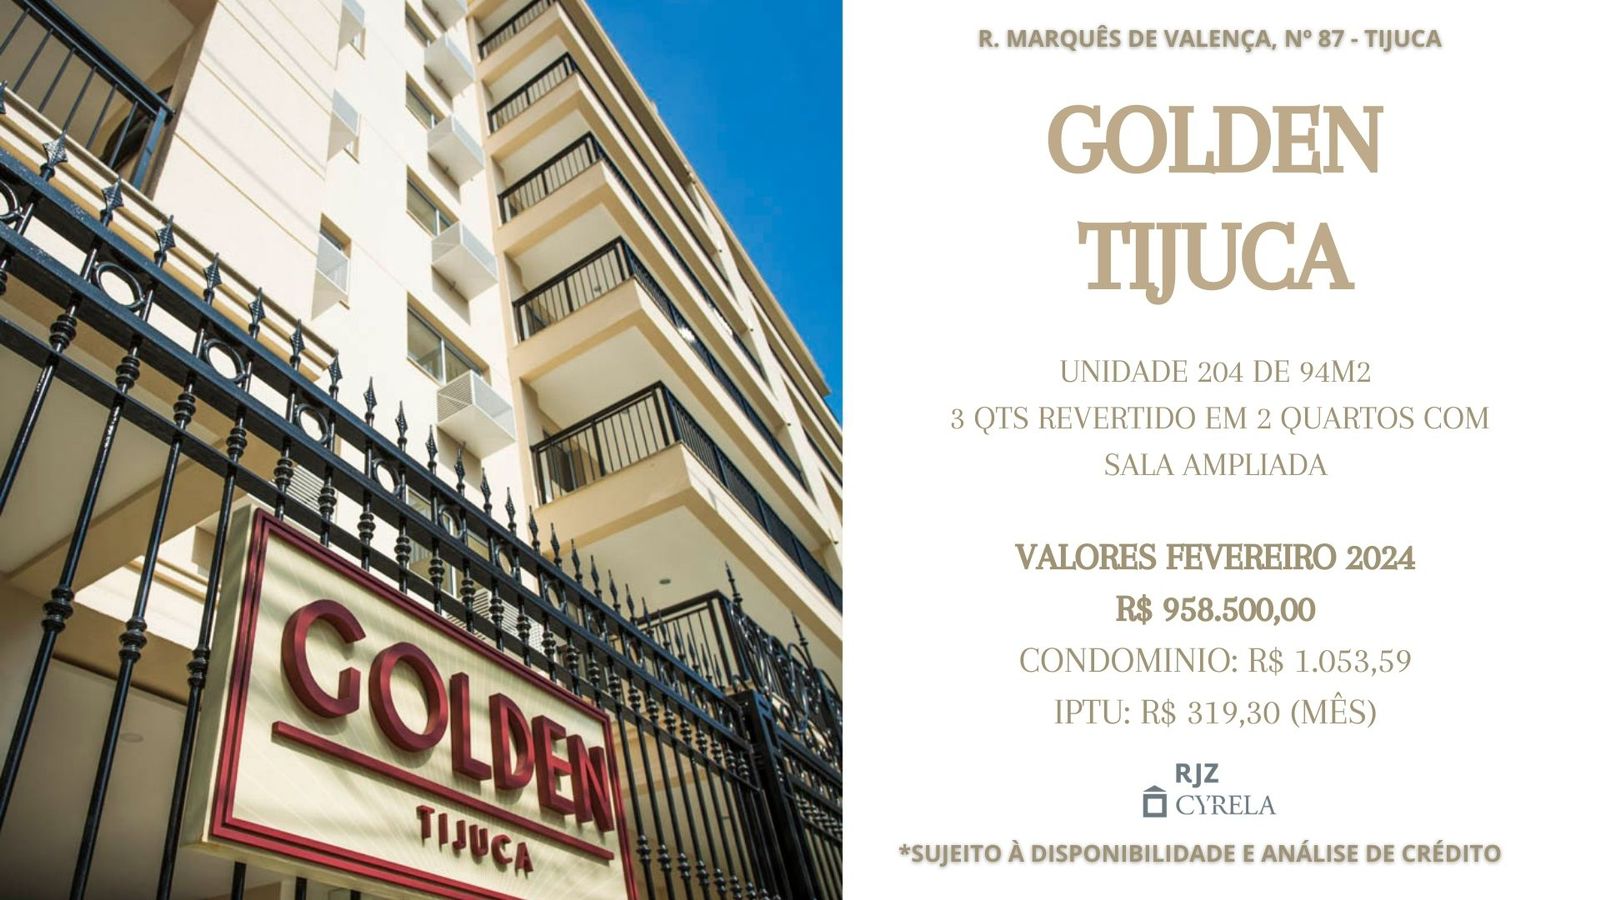 R. MARQUÊS DE VALENÇA, Nº 87 - TIJUCA
GOLDEN
TIJUCA
UNIDADE 204 DE 94M2
3 QTS REVERTIDO EM 2 QUARTOS COM
SALA AMPLIADA
VALORES FEVEREIRO 2024
R$ 958.500,00
CONDOMINIO: R$ 1.053,59
IPTU: R$ 319,30 (MÊS)
RJZ
CYRELA
*SUJEITO À DISPONIBILIDADE E ANÁLISE DE CRÉDITO
GOLDEN
TIJUCA